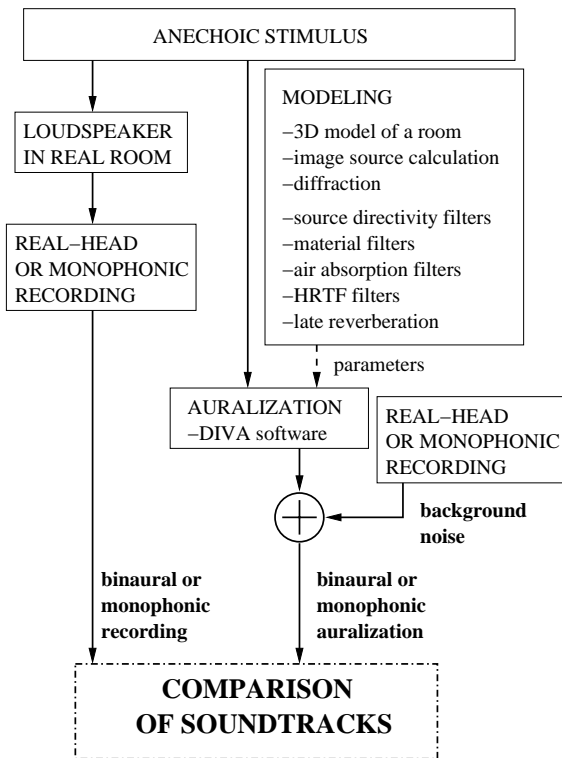 ANECHOIC STIMULUS
LOUDSPEAKER
IN REAL ROOM
REAL−HEAD
OR MONOPHONIC
RECORDING
MODELING
−3D model of a room
−image source calculation
−diffraction
−source directivity filters
−material filters
−air absorption filters
−HRTF filters
−late reverberation
parameters
AURALIZATION
−DIVA software
REAL−HEAD
OR MONOPHONIC
RECORDING
background
noise
binaural or
monophonic
recording
binaural or
monophonic
auralization
COMPARISON
OF SOUNDTRACKS